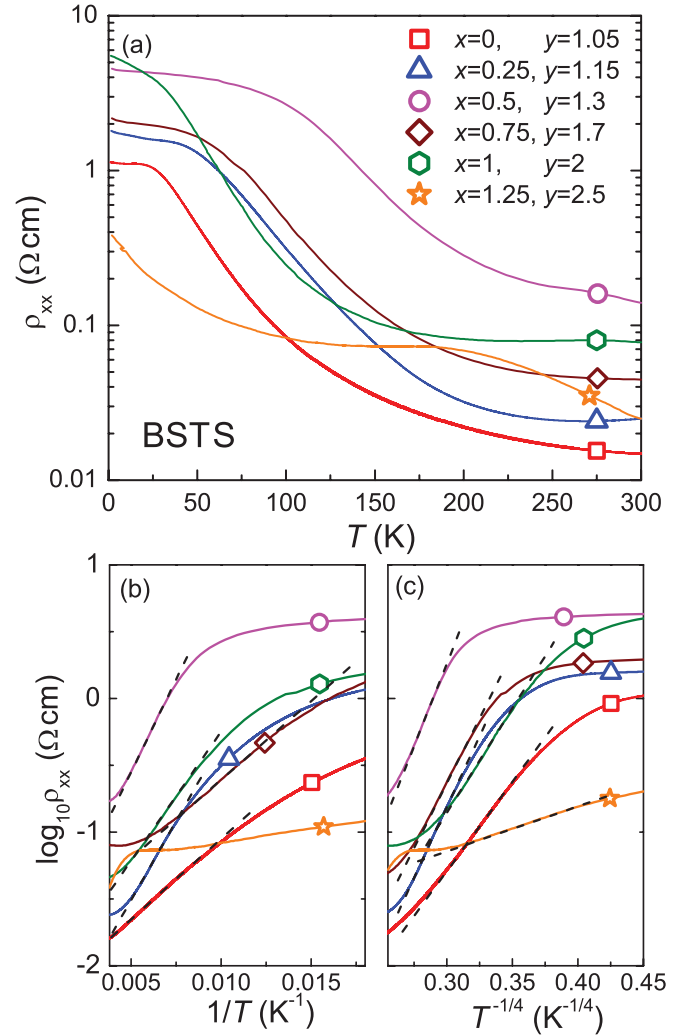 (a)
x=0, y=1.05
x=0.25, y=1.15
x=0.5, y=1.3
x=0.75, y=1.7
x=1, y=2
x=1.25, y=2.5
10
1
0.1
0.01
ρxx (Ω cm)
BSTS
0 50 100 150 200 250 300
T (K)
(b)
(c)
1
0
-1
-2
log10ρxx (Ω cm)
0.005 0.010 0.015
0.30 0.35 0.40 0.45
1/T (K⁻¹)
T⁻¹/⁴ (K⁻¹/⁴)